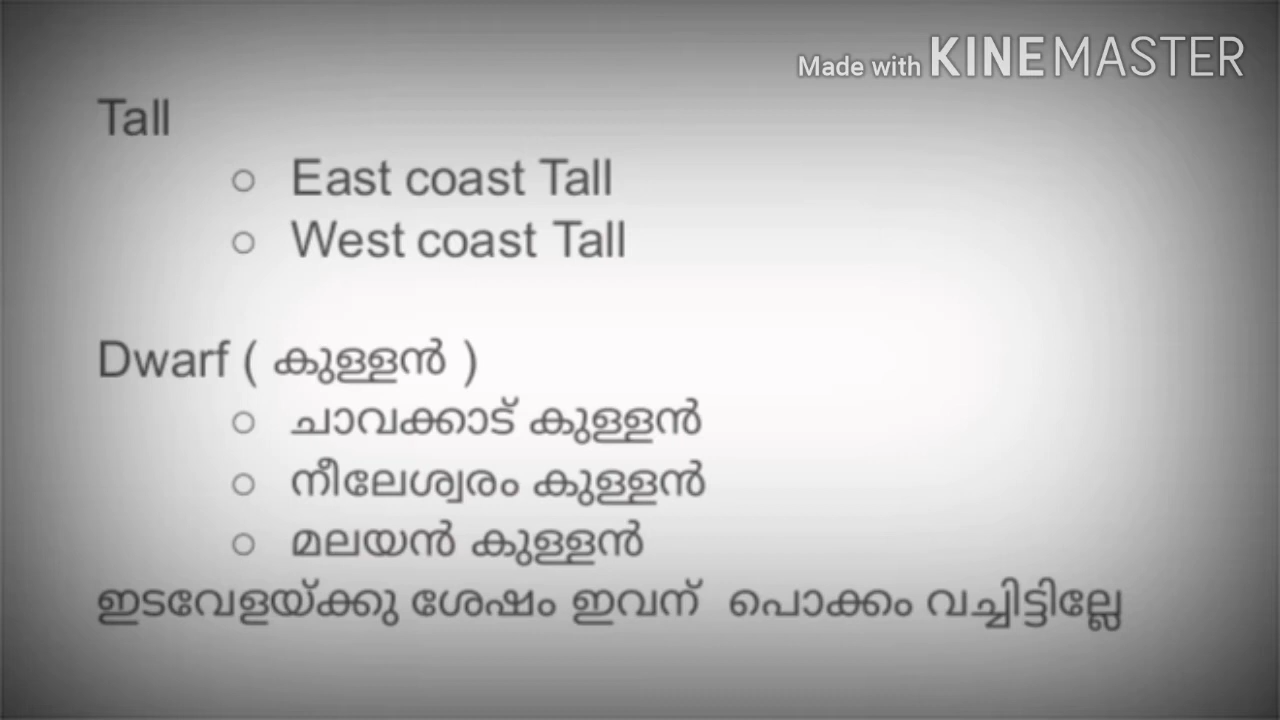 Made with KINEMASTER
Tall
○ East coast Tall
○ West coast Tall
Dwarf ( കുള്ളൻ )
○ ചാവക്കാട് കുള്ളൻ
○ നീലേശ്വരം കുള്ളൻ
○ മലയൻ കുള്ളൻ
ഇടവേളയ്ക്കു ശേഷം ഇവന് പൊക്കം വച്ചിട്ടില്ലേ